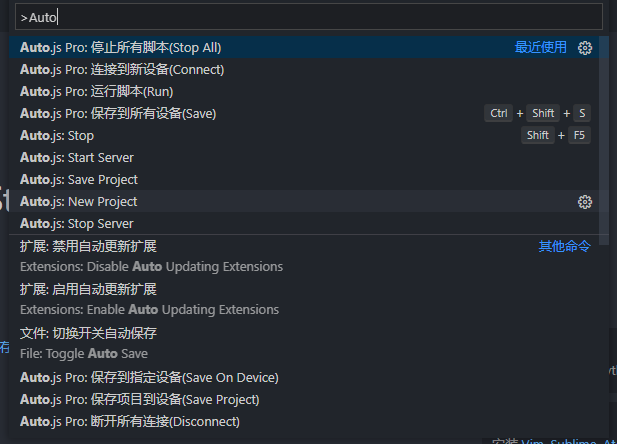 >Auto
Auto.js Pro: 停止所有脚本(Stop All) 最近使用
Auto.js Pro: 连接到新设备(Connect)
Auto.js Pro: 运行脚本(Run)
Auto.js Pro: 保存到所有设备(Save) Ctrl + Shift + S
Auto.js: Stop Shift + F5
Auto.js: Start Server
Auto.js: Save Project
Auto.js: New Project
Auto.js: Stop Server
扩展: 禁用自动更新扩展 其他命令
Extensions: Disable Auto Updating Extensions
扩展: 启用自动更新扩展
Extensions: Enable Auto Updating Extensions
文件: 切换开关自动保存
File: Toggle Auto Save
Auto.js Pro: 保存到指定设备(Save On Device)
Auto.js Pro: 保存项目到设备(Save Project)
Auto.js Pro: 断开所有连接(Disconnect)